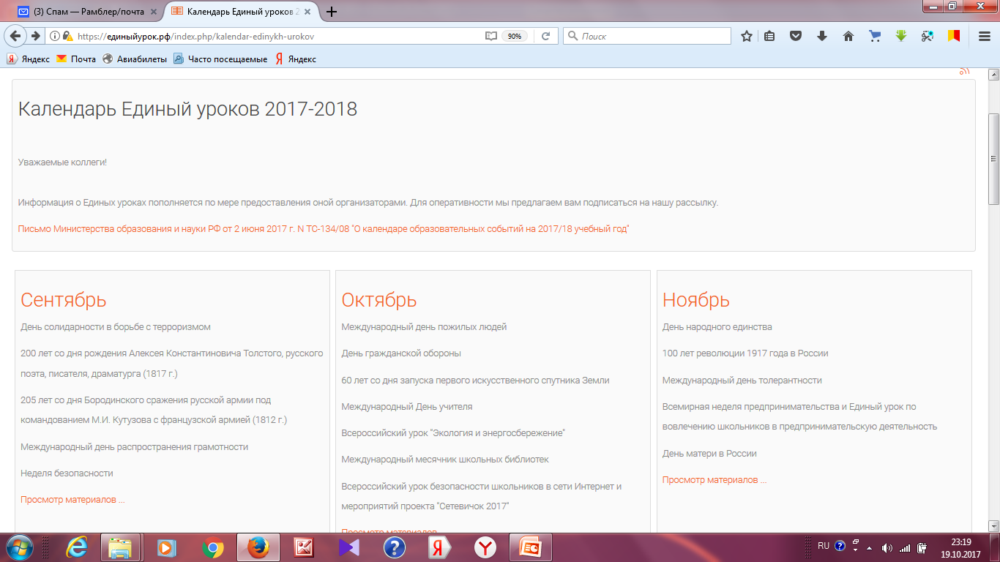 (3) Спам — Рамблер/почта
Календарь Единый уроков 2
https://единыйурок.рф/index.php/kalendar-edinykh-urokov
90%
Поиск
Яндекс
Почта
Авиабилеты
Часто посещаемые
Яндекс
Календарь Единый уроков 2017-2018
Уважаемые коллеги!
Информация о Единых уроках пополняется по мере предоставления оной организаторами. Для оперативности мы предлагаем вам подписаться на нашу рассылку.
Письмо Министерства образования и науки РФ от 2 июня 2017 г. N ТС-134/08 "О календаре образовательных событий на 2017/18 учебный год"
Сентябрь
День солидарности в борьбе с терроризмом
200 лет со дня рождения Алексея Константиновича Толстого, русского
поэта, писателя, драматурга (1817 г.)
205 лет со дня Бородинского сражения русской армии под
командованием М.И. Кутузова с французской армией (1812 г.)
Международный день распространения грамотности
Неделя безопасности
Просмотр материалов ...
Октябрь
Международный день пожилых людей
День гражданской обороны
60 лет со дня запуска первого искусственного спутника Земли
Международный День учителя
Всероссийский урок "Экология и энергосбережение"
Международный месячник школьных библиотек
Всероссийский урок безопасности школьников в сети Интернет и
мероприятий проекта "Сетевичок 2017"
Просмотр материалов ...
Ноябрь
День народного единства
100 лет революции 1917 года в России
Международный день толерантности
Всемирная неделя предпринимательства и Единый урок по
вовлечению школьников в предпринимательскую деятельность
День матери в России
Просмотр материалов ...
RU
23:19
19.10.2017